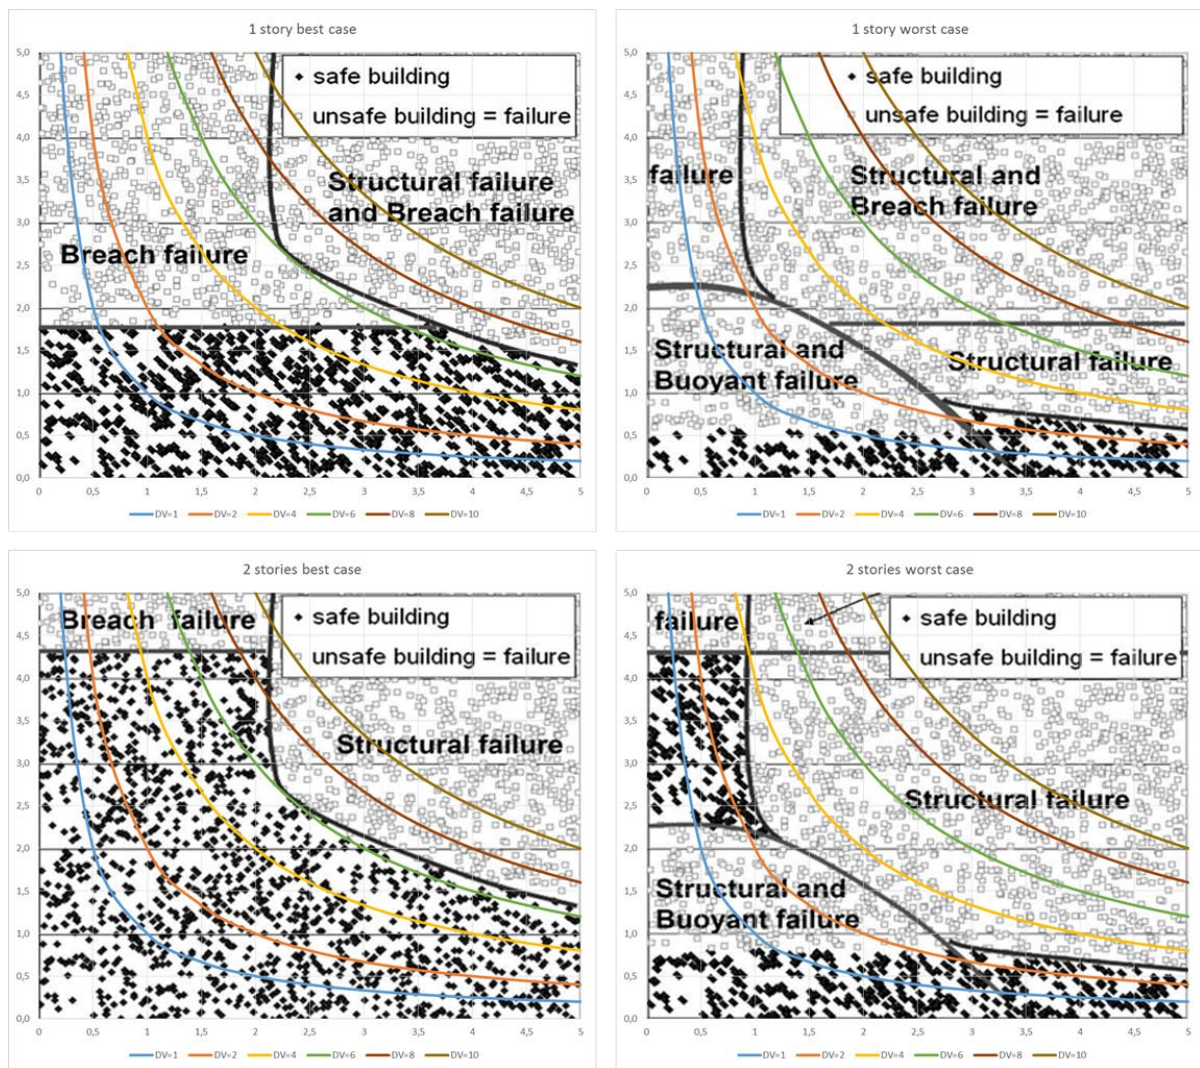 1 story best case
5,0
safe building
4,5
unsafe building = failure
4,0
3,5
Structural failure
and Breach failure
3,0
Breach failure
2,5
2,0
1,5
1,0
0,5
0,0
0 0,5 1 1,5 2 2,5 3 3,5 4 4,5 5
DV=1 DV=2 DV=4 DV=6 DV=8 DV=10
1 story worst case
5,0
safe building
4,5
unsafe building = failure
4,0
failure
Structural and
Breach failure
3,5
3,0
2,5
2,0
Structural and
Buoyant failure
Structural failure
1,5
1,0
0,5
0,0
0 0,5 1 1,5 2 2,5 3 3,5 4 4,5 5
DV=1 DV=2 DV=4 DV=6 DV=8 DV=10
2 stories best case
5,0
Breach failure
safe building
4,5
unsafe building = failure
4,0
3,5
Structural failure
3,0
2,5
2,0
1,5
1,0
0,5
0,0
0 0,5 1 1,5 2 2,5 3 3,5 4 4,5 5
DV=1 DV=2 DV=4 DV=6 DV=8 DV=10
2 stories worst case
5,0
failure
safe building
4,5
unsafe building = failure
4,0
3,5
3,0
Structural failure
2,5
2,0
Structural and
Buoyant failure
1,5
1,0
0,5
0,0
0 0,5 1 1,5 2 2,5 3 3,5 4 4,5 5
DV=1 DV=2 DV=4 DV=6 DV=8 DV=10